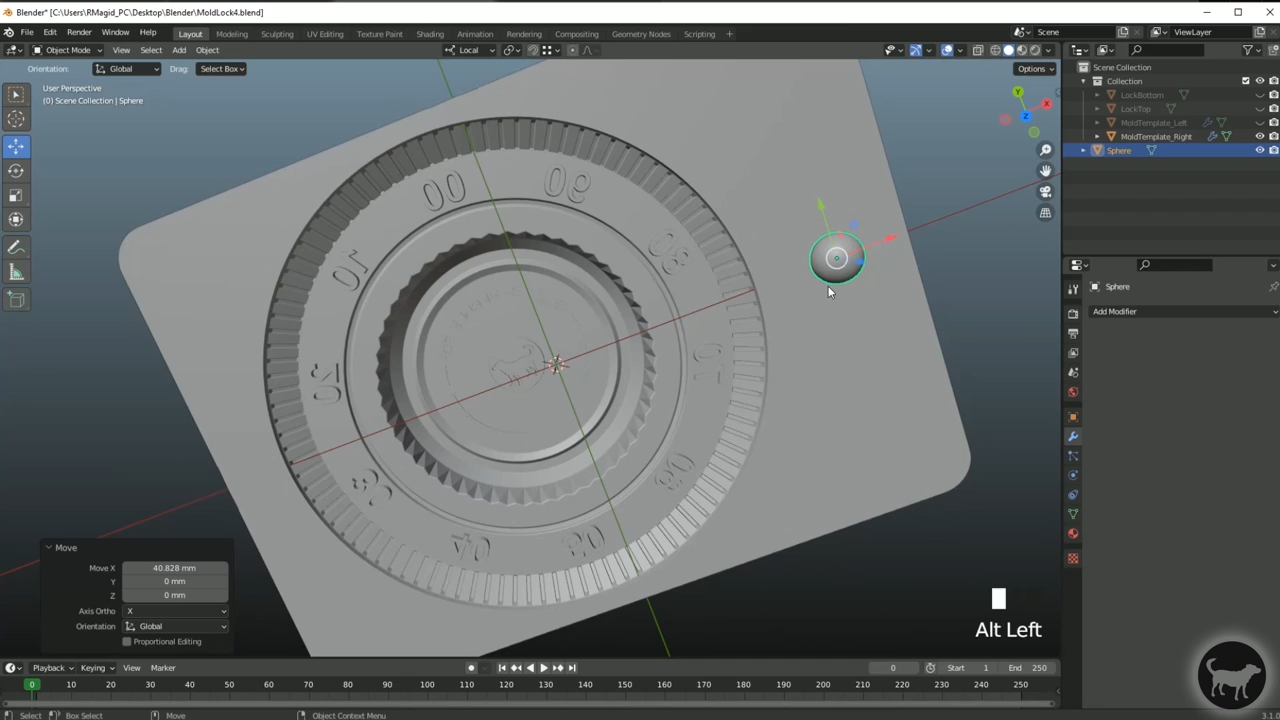 Blender* [C:\Users\RMagid_PC\Desktop\Blender\MoldLock4.blend]
File Edit Render Window Help Layout Modeling Sculpting UV Editing Texture Paint Shading Animation Rendering Compositing Geometry Nodes Scripting + Scene ViewLayer
Object Mode View Select Add Object Local
Orientation: Global Drag: Select Box Options
User Perspective
(0) Scene Collection | Sphere
Scene Collection
Collection
LockBottom
LockTop
MoldTemplate_Left
MoldTemplate_Right
Sphere
Sphere
Add Modifier
Y
X
Z
00
90
80
70
10
20
40
Move
Move X 40.828 mm
Y 0 mm
Z 0 mm
Axis Ortho X
Orientation Global
Proportional Editing
Alt Left
Playback Keying View Marker 0 Start 1 End 250
0 10 20 30 40 50 60 70 80 90 100 110 120 130 140 150 160 170 180 190 200 210 220 230 240 250
Select Box Select Move Object Context Menu 3.1.0